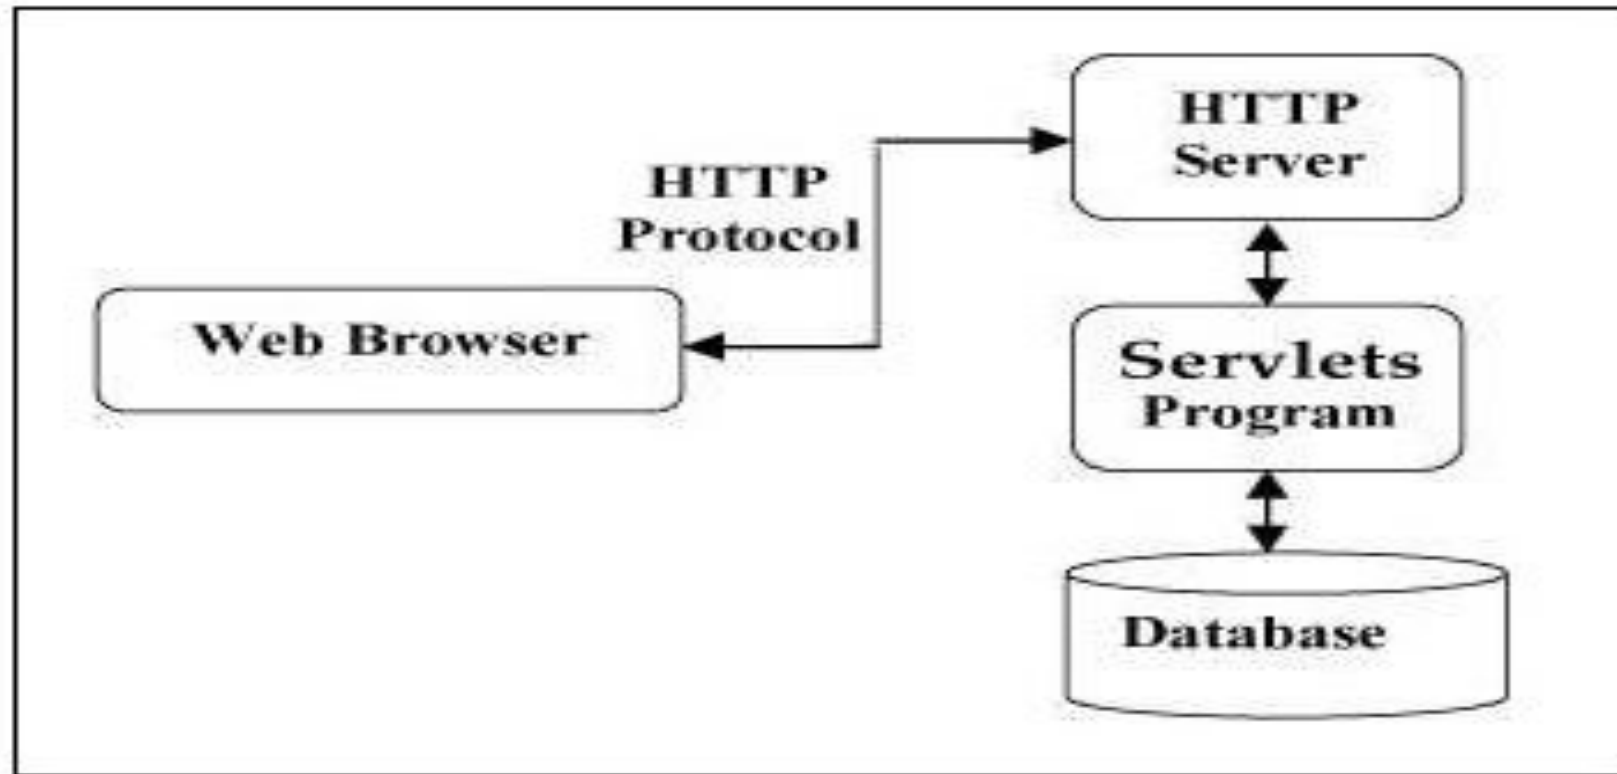 HTTP
Server
HTTP
Protocol
Web Browser
Servlets
Program
Database